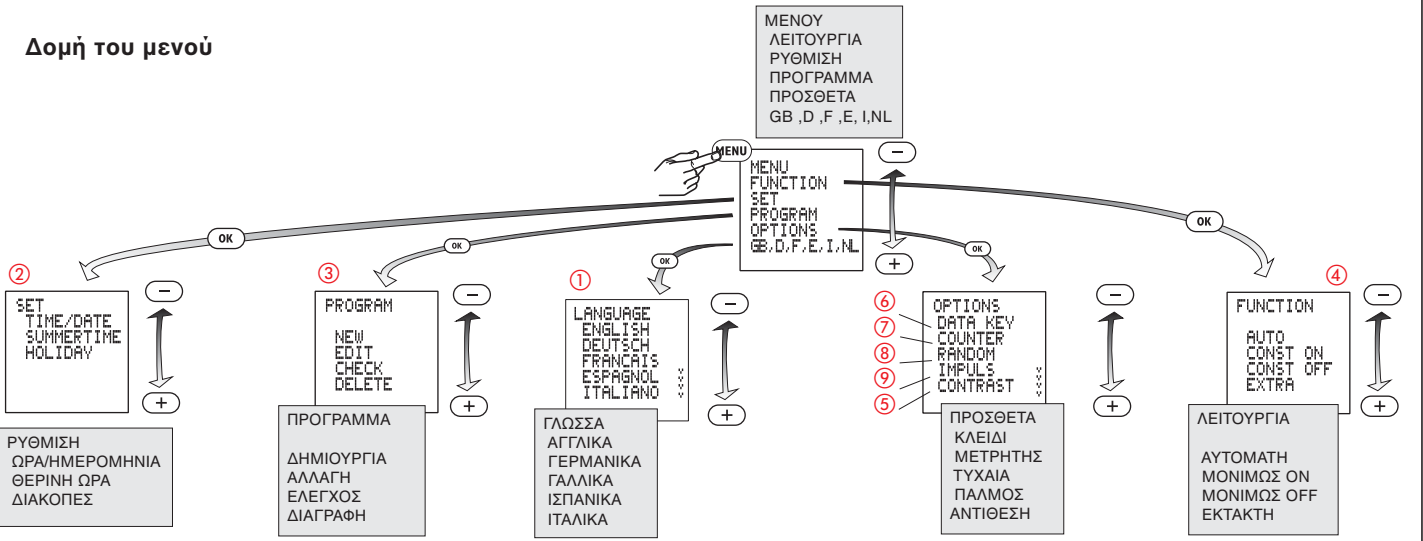 Δομή του μενού
ΜΕΝΟΥ
ΛΕΙΤΟΥΡΓΙΑ
ΡΥΘΜΙΣΗ
ΠΡΟΓΡΑΜΜΑ
ΠΡΟΣΘΕΤΑ
GB ,D ,F ,E, I,NL
MENU
MENU
FUNCTION
SET
PROGRAM
OPTIONS
GB,D,F,E,I,NL
−
+
OK
OK
OK
OK
OK
②
SET
TIME/DATE
SUMMERTIME
HOLIDAY
−
+
ΡΥΘΜΙΣΗ
ΩΡΑ/ΗΜΕΡΟΜΗΝΙΑ
ΘΕΡΙΝΗ ΩΡΑ
ΔΙΑΚΟΠΕΣ
③
PROGRAM
NEW
EDIT
CHECK
DELETE
−
+
ΠΡΟΓΡΑΜΜΑ
ΔΗΜΙΟΥΡΓΙΑ
ΑΛΛΑΓΗ
ΕΛΕΓΧΟΣ
ΔΙΑΓΡΑΦΗ
①
LANGUAGE
ENGLISH
DEUTSCH
FRANCAIS
ESPAGNOL
ITALIANO
−
+
ΓΛΩΣΣΑ
ΑΓΓΛΙΚΑ
ΓΕΡΜΑΝΙΚΑ
ΓΑΛΛΙΚΑ
ΙΣΠΑΝΙΚΑ
ΙΤΑΛΙΚΑ
OPTIONS
⑥ DATA KEY
⑦ COUNTER
⑧ RANDOM
⑨ IMPULS
⑤ CONTRAST
−
+
ΠΡΟΣΘΕΤΑ
ΚΛΕΙΔΙ
ΜΕΤΡΗΤΗΣ
ΤΥΧΑΙΑ
ΠΑΛΜΟΣ
ΑΝΤΙΘΕΣΗ
④
FUNCTION
AUTO
CONST ON
CONST OFF
EXTRA
−
+
ΛΕΙΤΟΥΡΓΙΑ
ΑΥΤΟΜΑΤΗ
ΜΟΝΙΜΩΣ ON
ΜΟΝΙΜΩΣ OFF
ΕΚΤΑΚΤΗ